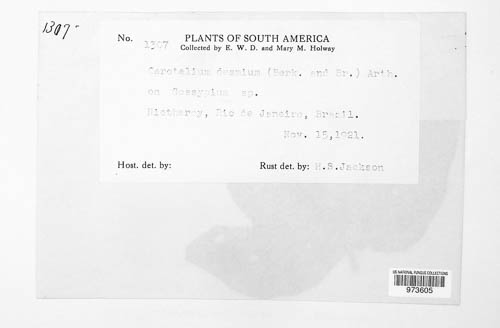 1307
No. 1307 PLANTS OF SOUTH AMERICA
Collected by E. W. D. and Mary M. Holway
Cerotelium desmium (Berk. and Br.) Arth.
on Gossypium sp.
Nictheroy, Rio de Janeiro, Brazil.
Nov. 15,1921.
Host. det. by: Rust det. by: H.S.Jackson
US NATIONAL FUNGUS COLLECTIONS
973605